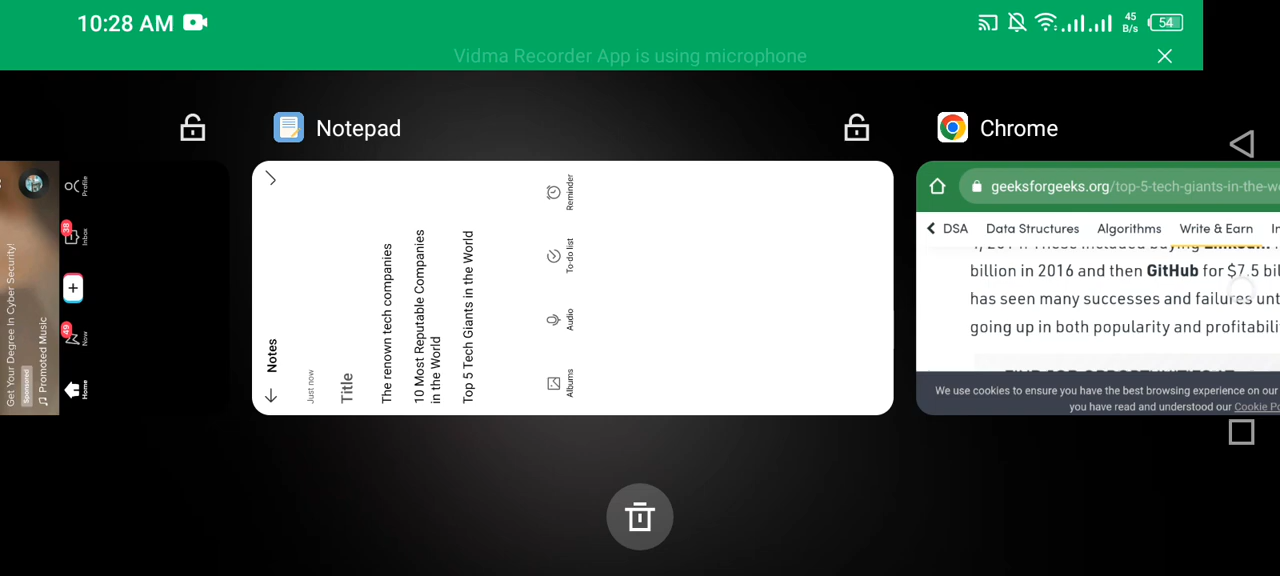 10:28 AM
45
B/s
54
Vidma Recorder App is using microphone
Notepad
Chrome
Get Your Degree In Cyber Security!
Sponsored
Promoted Music
Home
49
Now
38
Inbox
Profile
Notes
Just now
Title
The renown tech companies
10 Most Reputable Companies
in the World
Top 5 Tech Giants in the World
Albums
Audio
To-do list
Reminder
geeksforgeeks.org/top-5-tech-giants-in-the-w
DSA Data Structures Algorithms Write & Earn
billion in 2016 and then GitHub for $7.5 bil
has seen many successes and failures unt
going up in both popularity and profitabili
We use cookies to ensure you have the best browsing experience on our
you have read and understood our Cookie Po